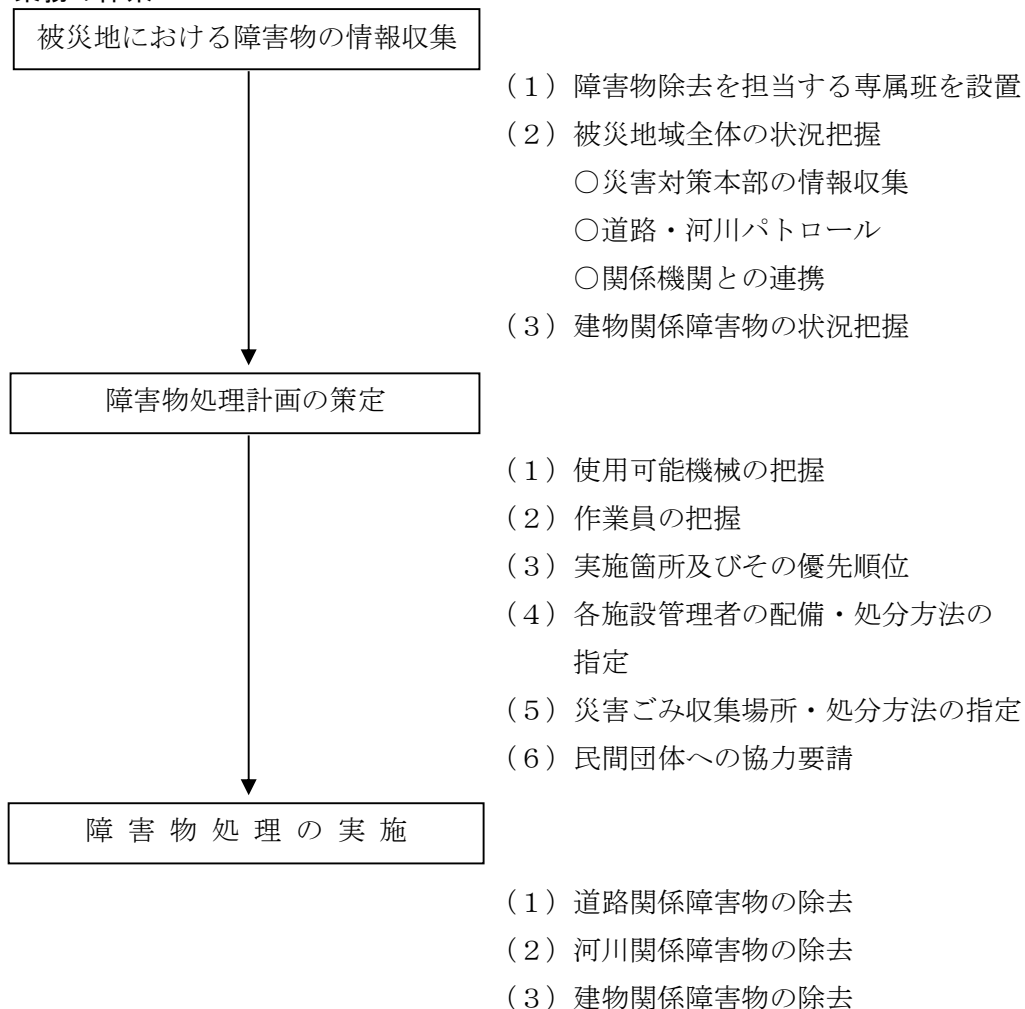 被災地における障害物の情報収集
（１）障害物除去を担当する専属班を設置
（２）被災地域全体の状況把握
○災害対策本部の情報収集
○道路・河川パトロール
○関係機関との連携
（３）建物関係障害物の状況把握
障害物処理計画の策定
（１）使用可能機械の把握
（２）作業員の把握
（３）実施箇所及びその優先順位
（４）各施設管理者の配備・処分方法の
指定
（５）災害ごみ収集場所・処分方法の指定
（６）民間団体への協力要請
障 害 物 処 理 の 実 施
（１）道路関係障害物の除去
（２）河川関係障害物の除去
（３）建物関係障害物の除去